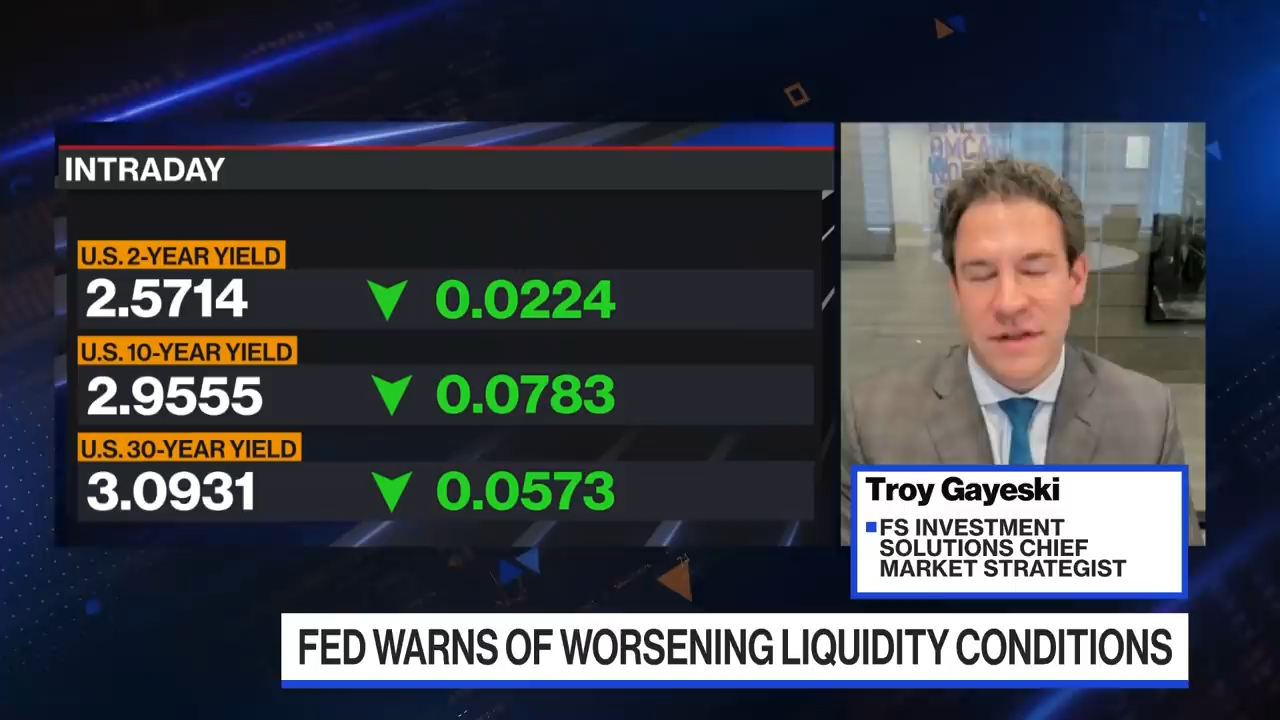 INTRADAY
U.S. 2-YEAR YIELD
2.5714 ▼ 0.0224
U.S. 10-YEAR YIELD
2.9555 ▼ 0.0783
U.S. 30-YEAR YIELD
3.0931 ▼ 0.0573
Troy Gayeski
FS INVESTMENT
SOLUTIONS CHIEF
MARKET STRATEGIST
FED WARNS OF WORSENING LIQUIDITY CONDITIONS